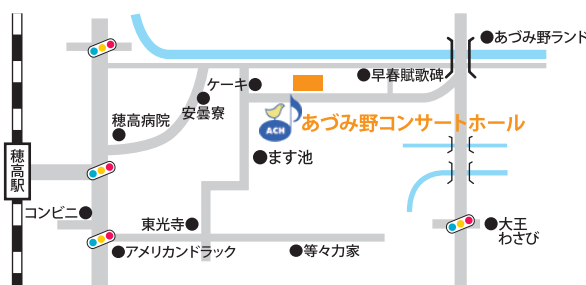 あづみ野ランド
ケーキ
早春賦歌碑
安曇寮
穂高病院
ACH
あづみ野コンサートホール
ます池
穂高駅
コンビニ
東光寺
大王
わさび
アメリカンドラック
等々力家